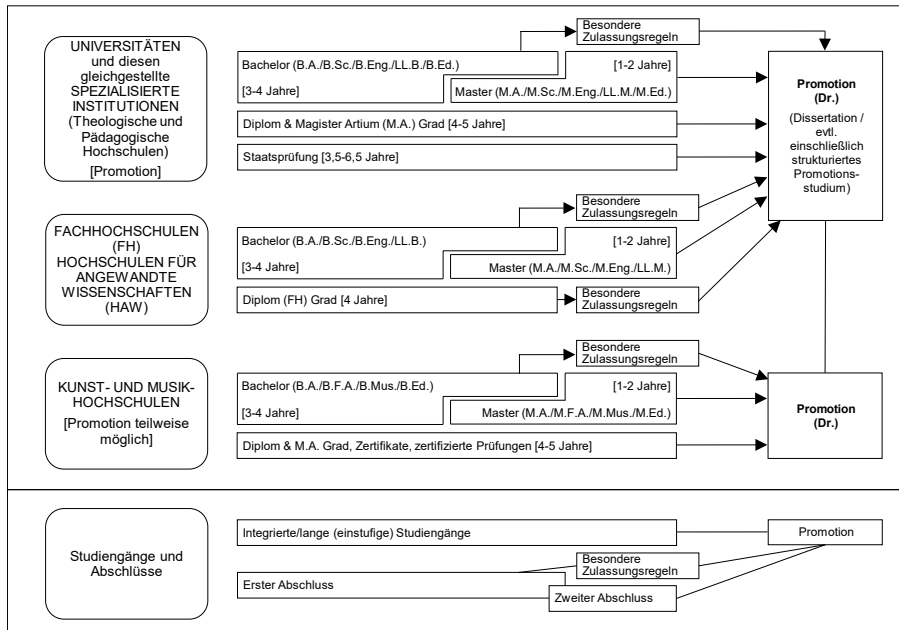 UNIVERSITÄTEN
und diesen
gleichgestellte
SPEZIALISIERTE
INSTITUTIONEN
(Theologische und
Pädagogische
Hochschulen)
[Promotion]
Besondere
Zulassungsregeln
Bachelor (B.A./B.Sc./B.Eng./LL.B./B.Ed.)
[3-4 Jahre]
[1-2 Jahre]
Master (M.A./M.Sc./M.Eng./LL.M./M.Ed.)
Diplom & Magister Artium (M.A.) Grad [4-5 Jahre]
Staatsprüfung [3,5-6,5 Jahre]
Promotion
(Dr.)
(Dissertation /
evtl.
einschließlich
strukturiertes
Promotions-
studium)
FACHHOCHSCHULEN
(FH)
HOCHSCHULEN FÜR
ANGEWANDTE
WISSENSCHAFTEN
(HAW)
Besondere
Zulassungsregeln
Bachelor (B.A./B.Sc./B.Eng./LL.B.)
[3-4 Jahre]
[1-2 Jahre]
Master (M.A./M.Sc./M.Eng./LL.M.)
Diplom (FH) Grad [4 Jahre]
Besondere
Zulassungsregeln
KUNST- UND MUSIK-
HOCHSCHULEN
[Promotion teilweise
möglich]
Besondere
Zulassungsregeln
Bachelor (B.A./B.F.A./B.Mus./B.Ed.)
[3-4 Jahre]
[1-2 Jahre]
Master (M.A./M.F.A./M.Mus./M.Ed.)
Diplom & M.A. Grad, Zertifikate, zertifizierte Prüfungen [4-5 Jahre]
Promotion
(Dr.)
Studiengänge und
Abschlüsse
Integrierte/lange (einstufige) Studiengänge
Promotion
Besondere
Zulassungsregeln
Erster Abschluss
Zweiter Abschluss